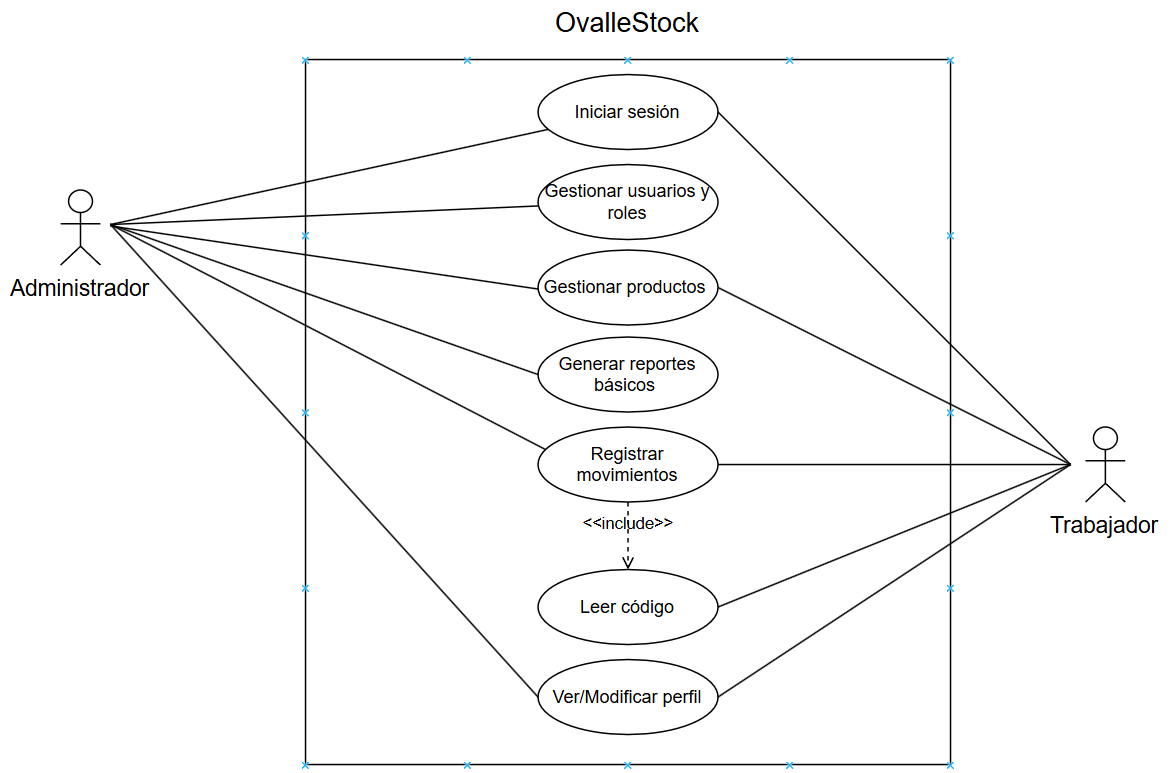 OvalleStock
Iniciar sesión
Gestionar usuarios y
roles
Administrador
Gestionar productos
Generar reportes
básicos
Registrar
movimientos
<<include>>
Trabajador
Leer código
Ver/Modificar perfil